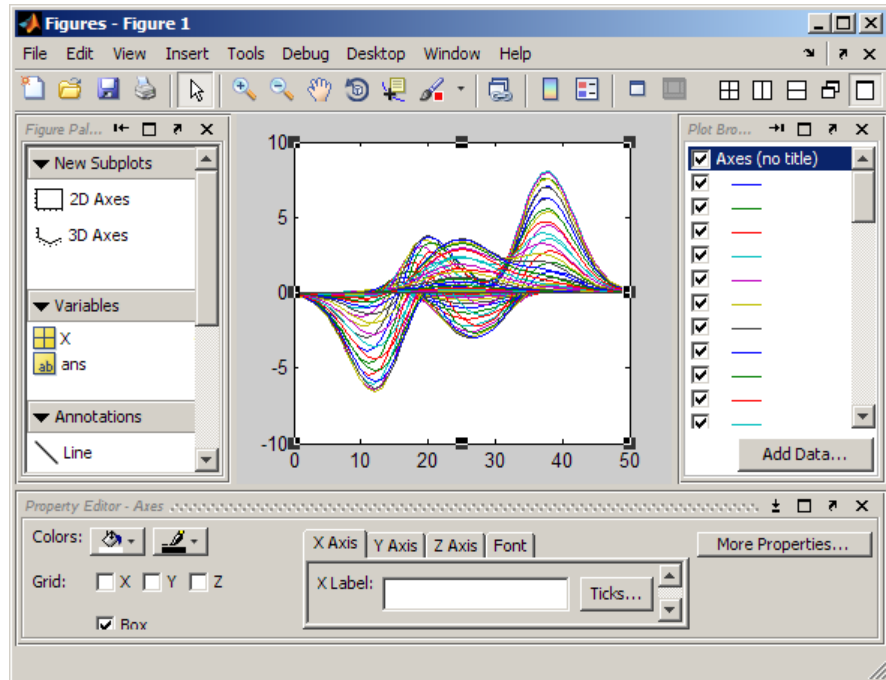 Figures - Figure 1
File Edit View Insert Tools Debug Desktop Window Help
Figure Pal...
New Subplots
2D Axes
3D Axes
Variables
X
ab ans
Annotations
Line
10
5
0
-5
-10
0 10 20 30 40 50
Plot Bro...
Axes (no title)
Add Data...
Property Editor - Axes
Colors:
Grid: X Y Z
Box
X Axis Y Axis Z Axis Font
X Label:
Ticks...
More Properties...